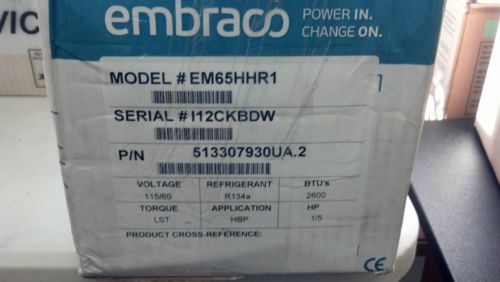 VIC
embraco
POWER IN.
CHANGE ON.
MODEL # EM65HHR1
SERIAL # I12CKBDW
P/N 513307930UA.2
VOLTAGE REFRIGERANT BTU's
115/60 R134a 2600
TORQUE APPLICATION HP
LST HBP 1/5
PRODUCT CROSS-REFERENCE:
CE